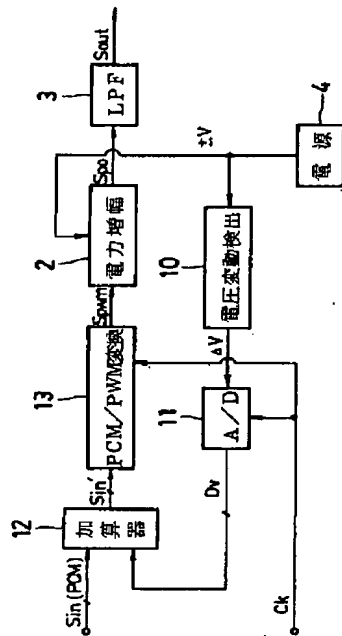 Sin(PCM)
12
加算器
Sin′
13
PCM/PWM変換
Spwm
2
電力増幅
Spo
3
LPF
Sout
±V
10
電圧変動検出
ΔV
11
A/D
Dv
4
電源
Ck